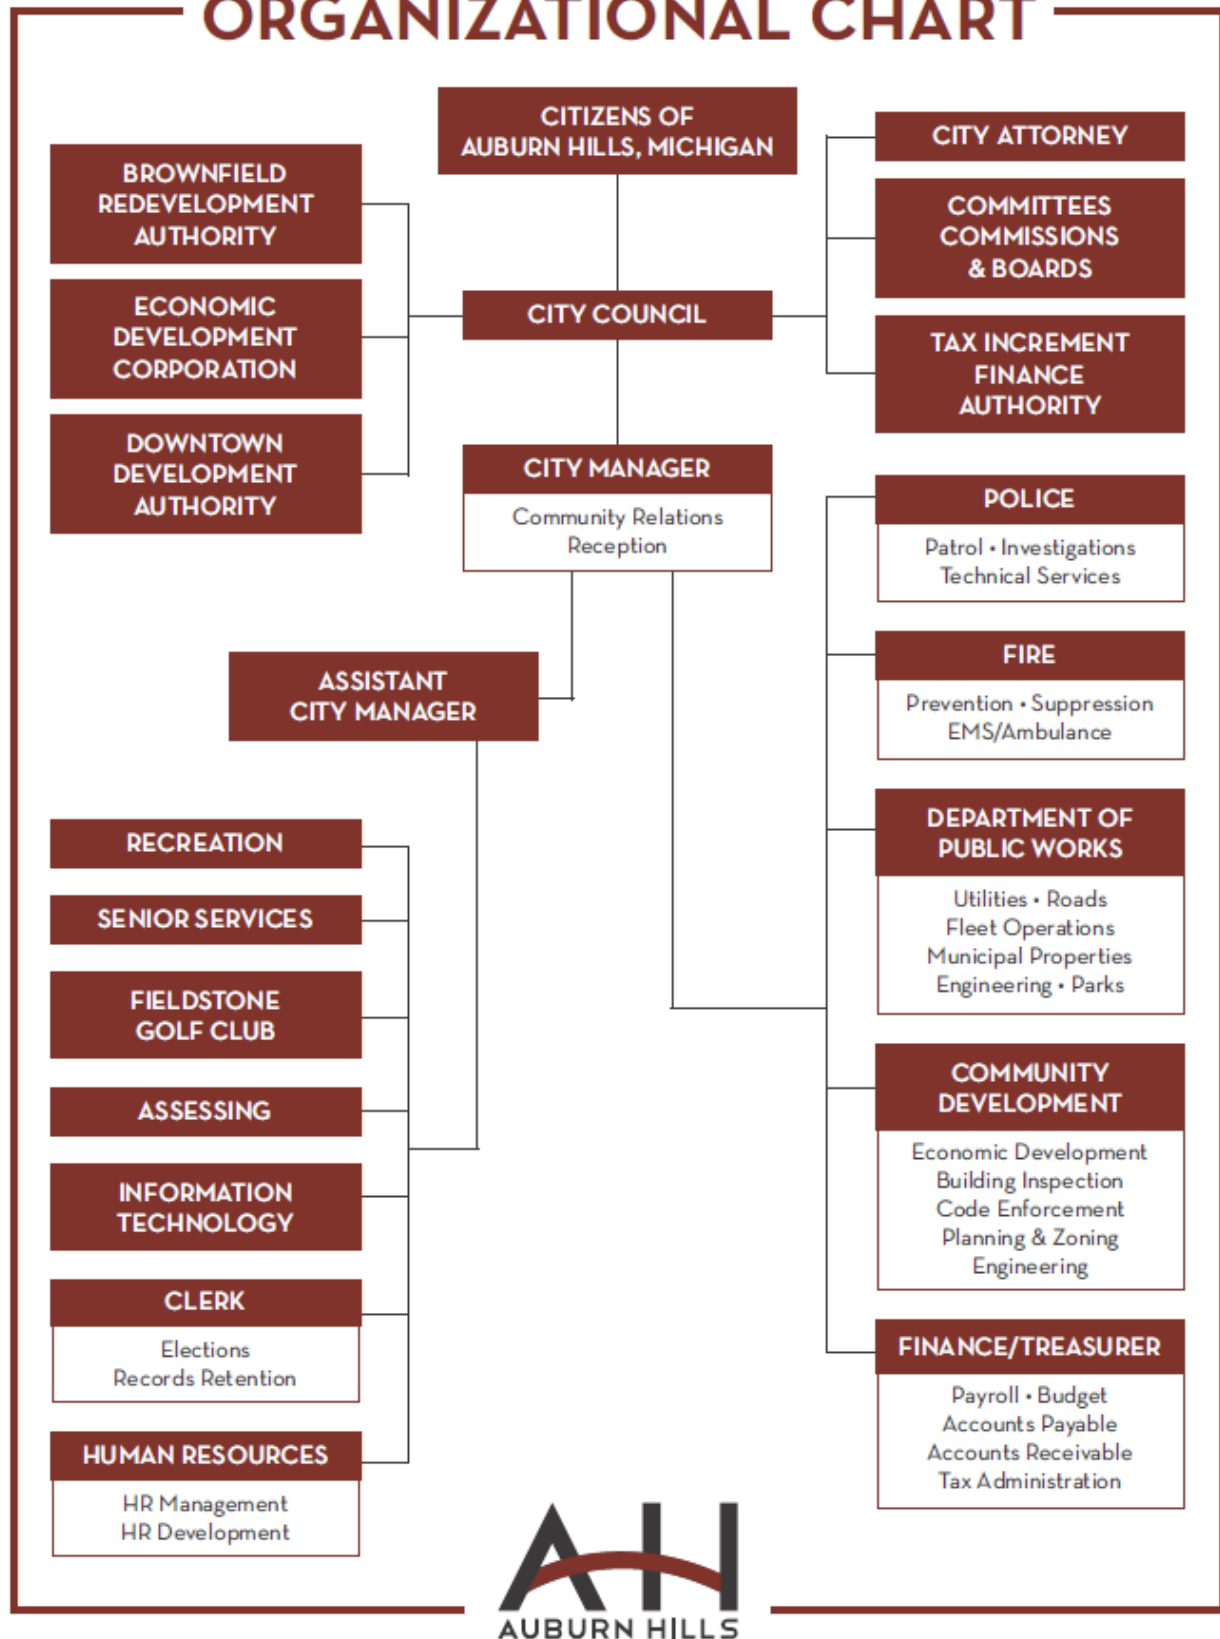 ORGANIZATIONAL CHART
CITIZENS OF
AUBURN HILLS, MICHIGAN
BROWNFIELD
REDEVELOPMENT
AUTHORITY
ECONOMIC
DEVELOPMENT
CORPORATION
DOWNTOWN
DEVELOPMENT
AUTHORITY
CITY COUNCIL
CITY ATTORNEY
COMMITTEES
COMMISSIONS
& BOARDS
TAX INCREMENT
FINANCE
AUTHORITY
CITY MANAGER
Community Relations
Reception
ASSISTANT
CITY MANAGER
RECREATION
SENIOR SERVICES
FIELDSTONE
GOLF CLUB
ASSESSING
INFORMATION
TECHNOLOGY
CLERK
Elections
Records Retention
HUMAN RESOURCES
HR Management
HR Development
POLICE
Patrol • Investigations
Technical Services
FIRE
Prevention • Suppression
EMS/Ambulance
DEPARTMENT OF
PUBLIC WORKS
Utilities • Roads
Fleet Operations
Municipal Properties
Engineering • Parks
COMMUNITY
DEVELOPMENT
Economic Development
Building Inspection
Code Enforcement
Planning & Zoning
Engineering
FINANCE/TREASURER
Payroll • Budget
Accounts Payable
Accounts Receivable
Tax Administration
AH
AUBURN HILLS